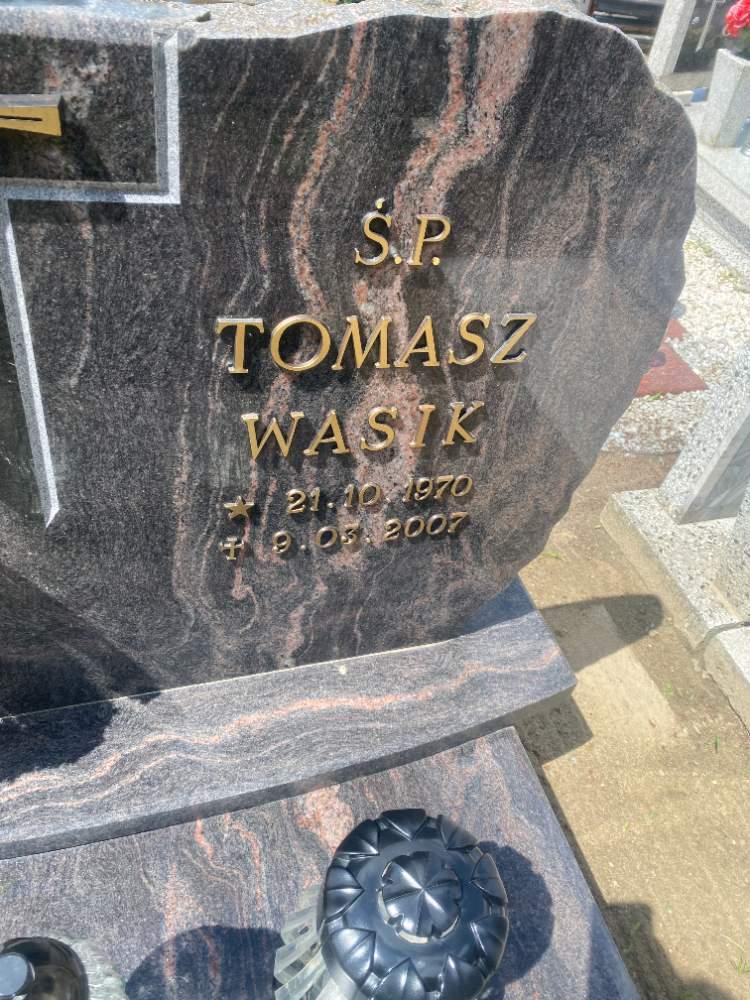 Ś.P.
TOMASZ
WASIK
★ 21.10.1970
✝ 9.03.2007